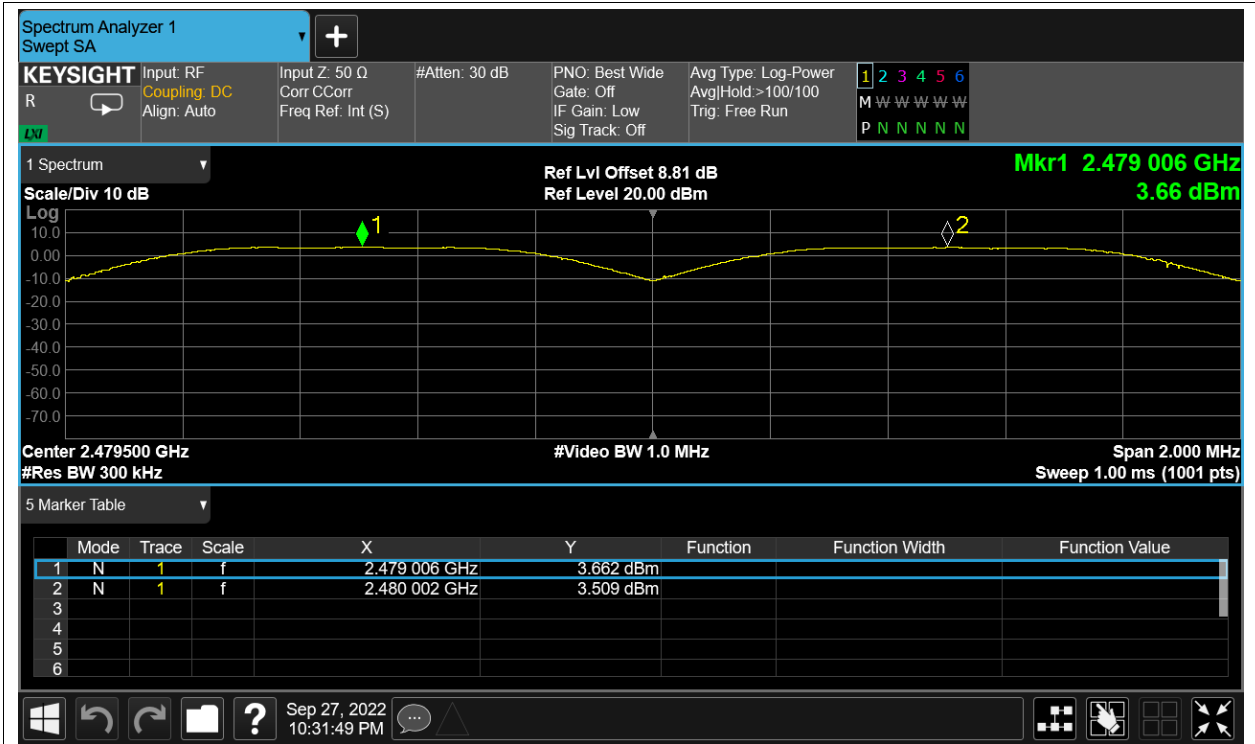 Spectrum Analyzer 1
Swept SA
KEYSIGHT
R
LXI
Input: RF
Coupling: DC
Align: Auto
Input Z: 50 Ω
Corr CCorr
Freq Ref: Int (S)
#Atten: 30 dB
PNO: Best Wide
Gate: Off
IF Gain: Low
Sig Track: Off
Avg Type: Log-Power
Avg|Hold:>100/100
Trig: Free Run
1 2 3 4 5 6
M W W W W W
P N N N N N
1 Spectrum
Scale/Div 10 dB
Ref Lvl Offset 8.81 dB
Ref Level 20.00 dBm
Mkr1 2.479 006 GHz
3.66 dBm
Log
10.0
0.00
-10.0
-20.0
-30.0
-40.0
-50.0
-60.0
-70.0
1
2
Center 2.479500 GHz
#Res BW 300 kHz
#Video BW 1.0 MHz
Span 2.000 MHz
Sweep 1.00 ms (1001 pts)
5 Marker Table
Mode Trace Scale X Y Function Function Width Function Value
1 N 1 f 2.479 006 GHz 3.662 dBm
2 N 1 f 2.480 002 GHz 3.509 dBm
3
4
5
6
?
Sep 27, 2022
10:31:49 PM